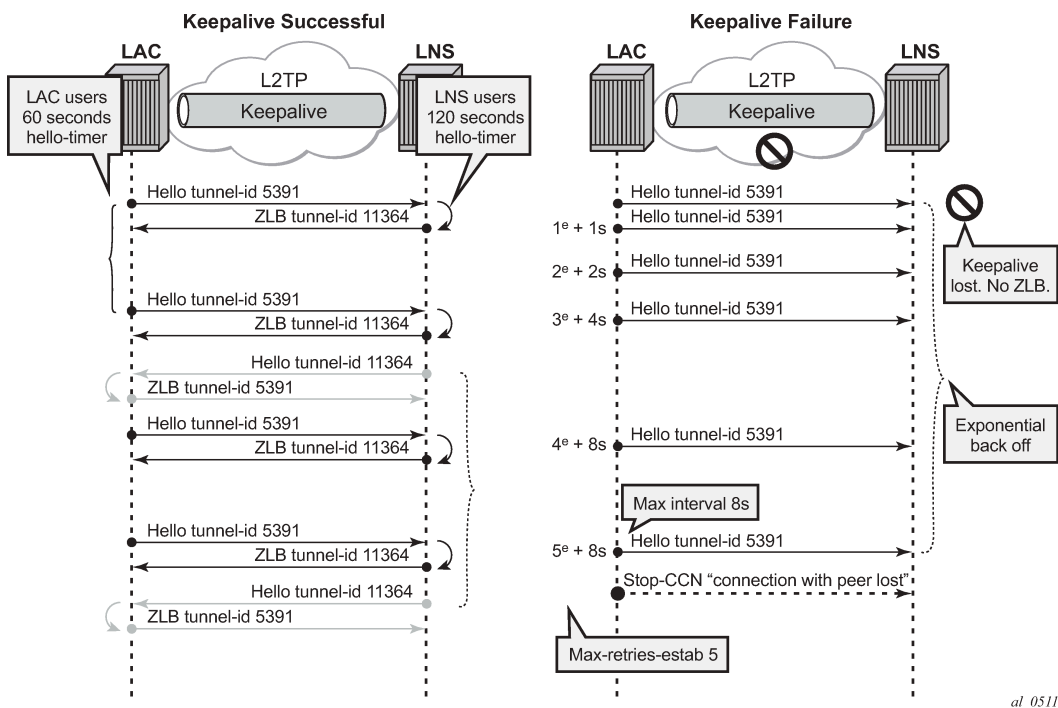 Keepalive Successful
LAC
LNS
L2TP
Keepalive
LAC users
60 seconds
hello-timer
LNS users
120 seconds
hello-timer
Hello tunnel-id 5391
ZLB tunnel-id 11364
Hello tunnel-id 5391
ZLB tunnel-id 11364
Hello tunnel-id 11364
ZLB tunnel-id 5391
Hello tunnel-id 5391
ZLB tunnel-id 11364
Hello tunnel-id 5391
ZLB tunnel-id 11364
Hello tunnel-id 11364
ZLB tunnel-id 5391
Keepalive Failure
LAC
LNS
L2TP
Keepalive
Hello tunnel-id 5391
1ᵉ + 1s Hello tunnel-id 5391
2ᵉ + 2s Hello tunnel-id 5391
3ᵉ + 4s Hello tunnel-id 5391
4ᵉ + 8s Hello tunnel-id 5391
Max interval 8s
5ᵉ + 8s Hello tunnel-id 5391
Stop-CCN “connection with peer lost”
Max-retries-estab 5
Keepalive
lost. No ZLB.
Exponential
back off
al_0511